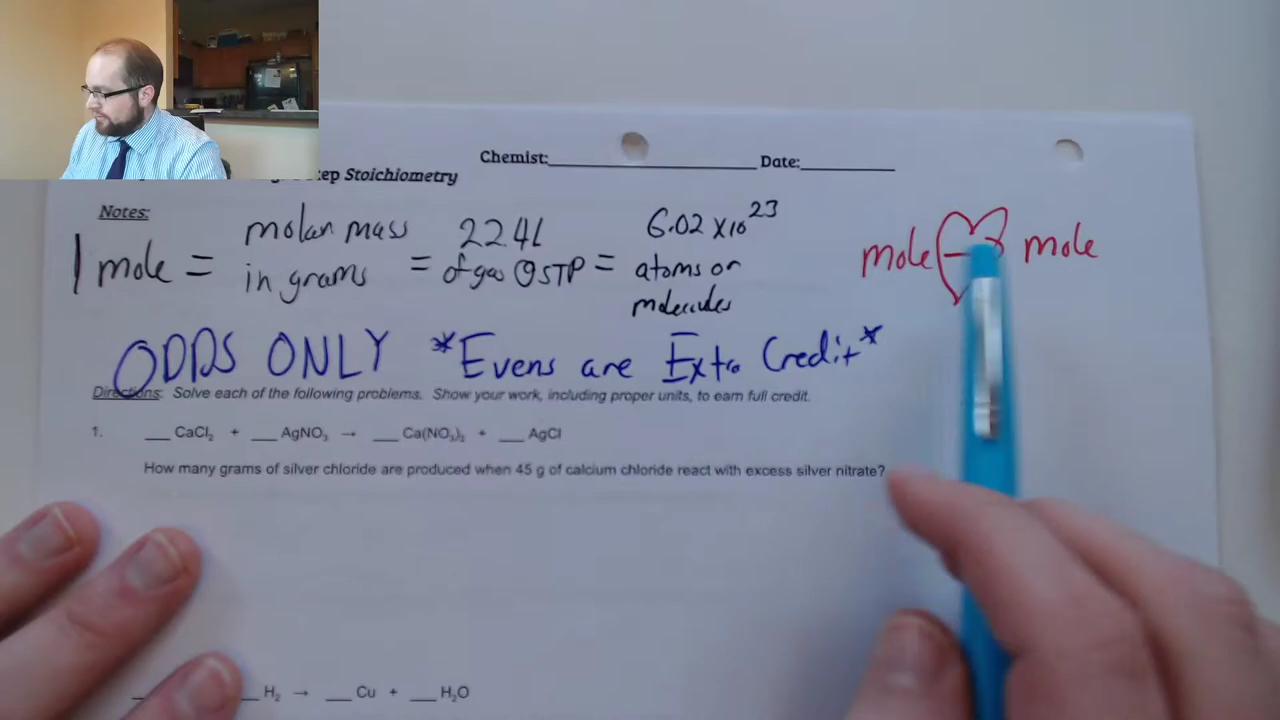 Chemist:____________ Date:________
Stoichiometry
Notes:
1 mole = molar mass in grams = 22.4L of gas @ STP = 6.02 x 10^23 atoms or molecules
mole mole
ODDS ONLY *Evens are Extra Credit*
Directions: Solve each of the following problems. Show your work, including proper units, to earn full credit.
1. ___ CaCl₂ + ___ AgNO₃ → ___ Ca(NO₃)₂ + ___ AgCl
How many grams of silver chloride are produced when 45 g of calcium chloride react with excess silver nitrate?
H₂ → ___ Cu + ___ H₂O